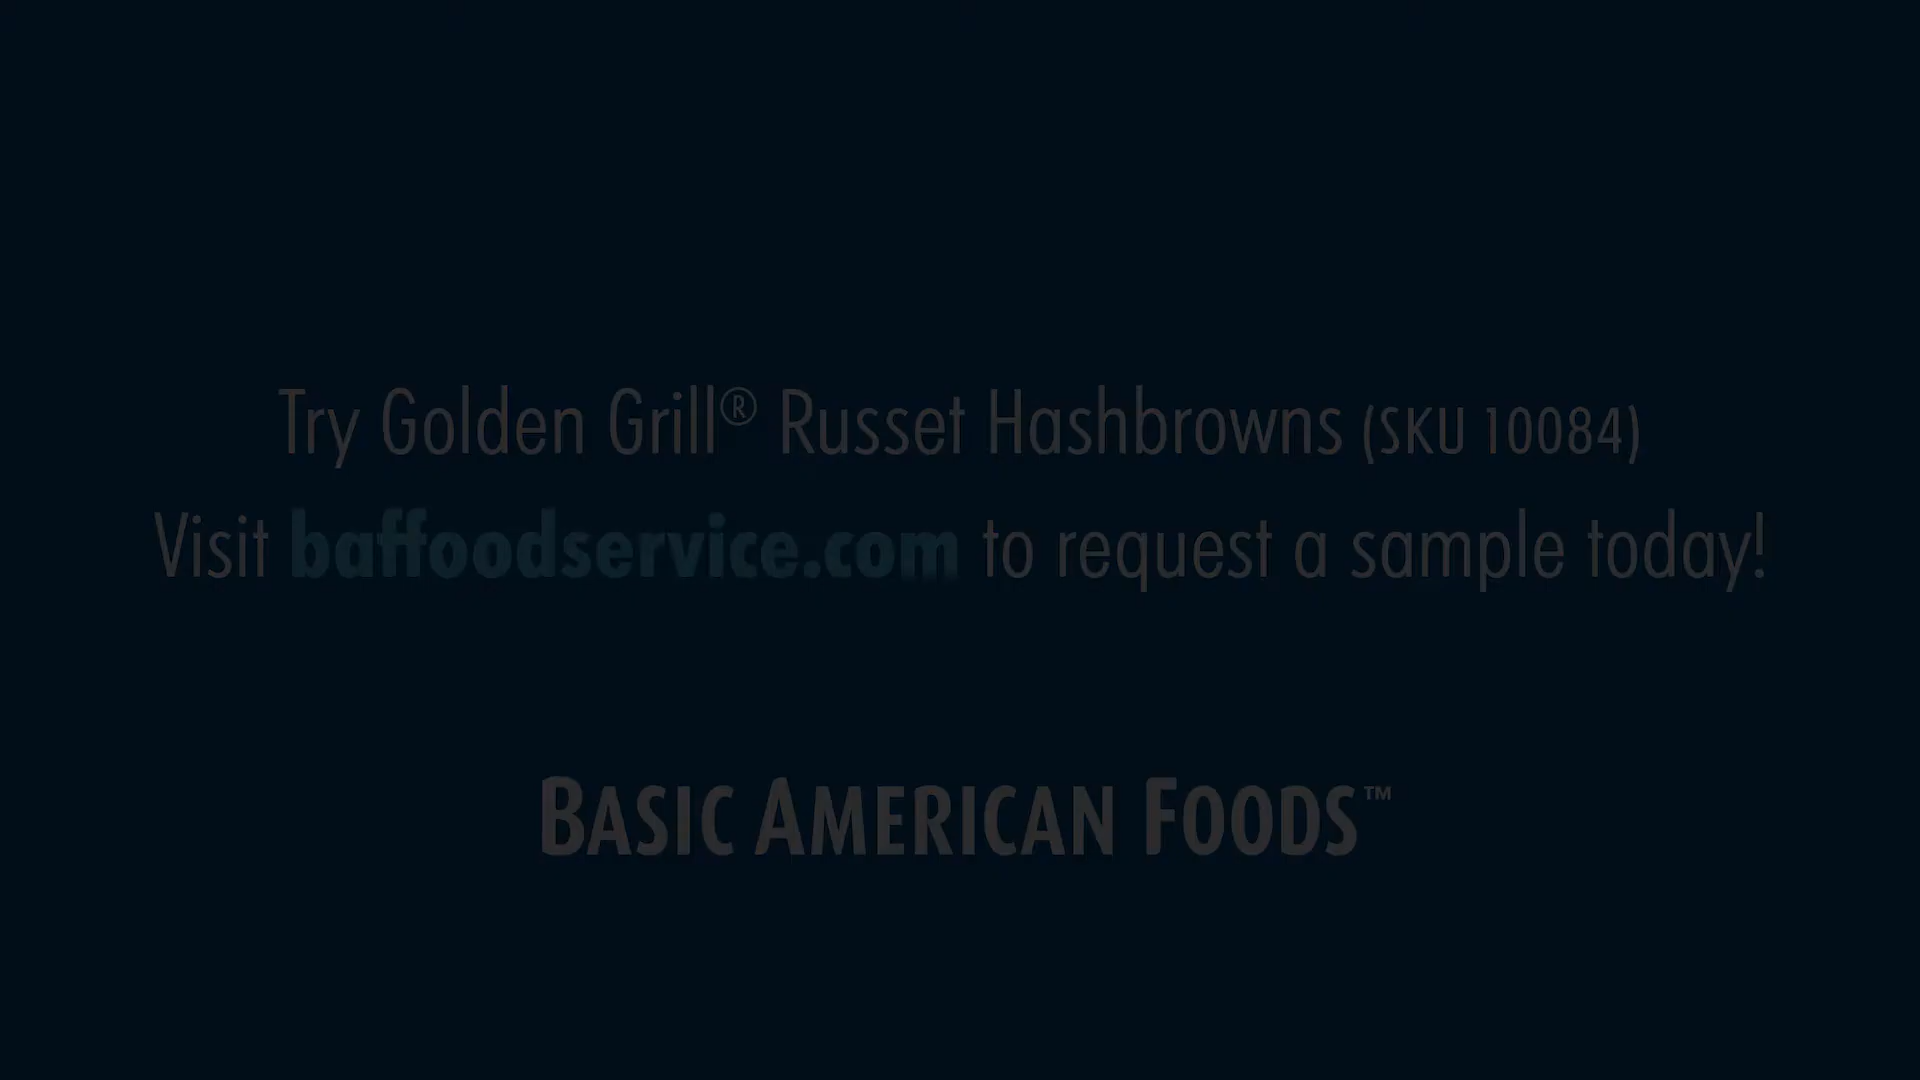 Try Golden Grill® Russet Hashbrowns (SKU 10084)
Visit baffoodservice.com to request a sample today!
BASIC AMERICAN FOODS™